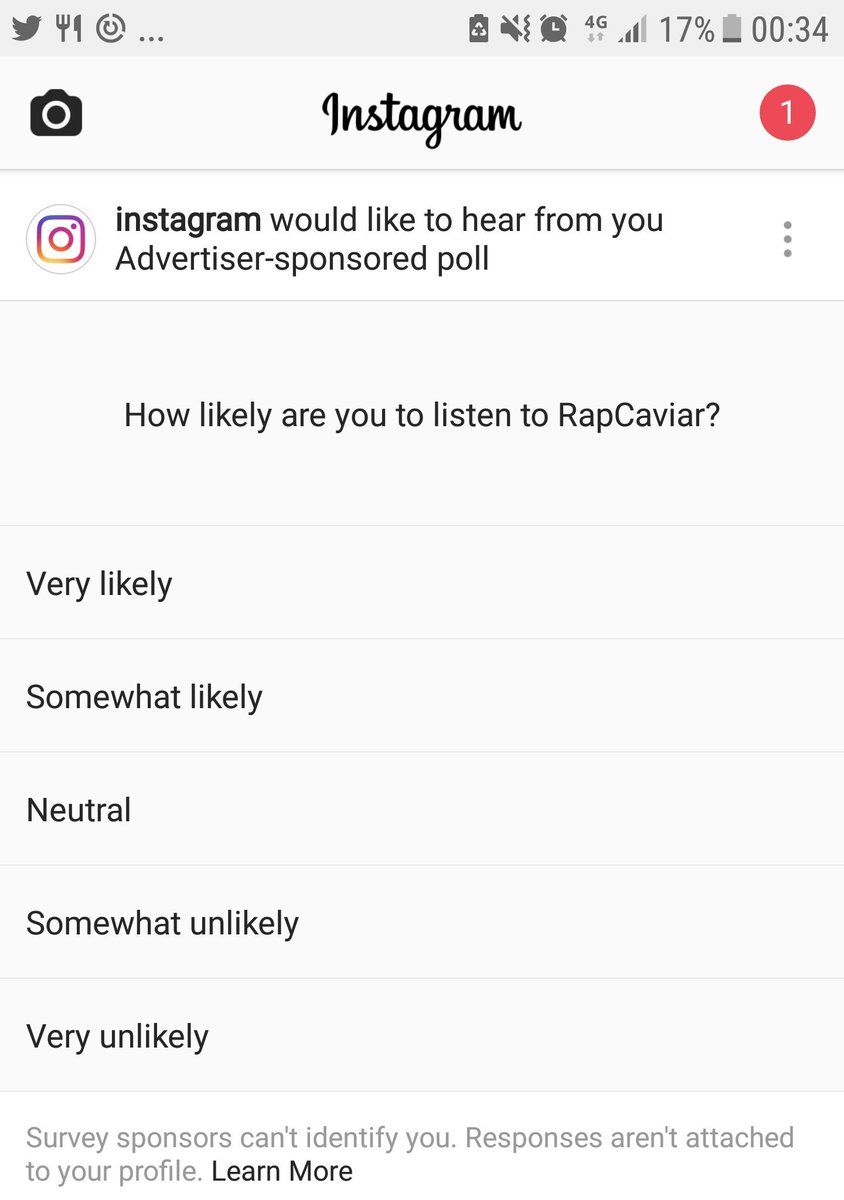 ... 4G 17% 00:34
Instagram 1
instagram would like to hear from you
Advertiser-sponsored poll
How likely are you to listen to RapCaviar?
Very likely
Somewhat likely
Neutral
Somewhat unlikely
Very unlikely
Survey sponsors can't identify you. Responses aren't attached
to your profile. Learn More